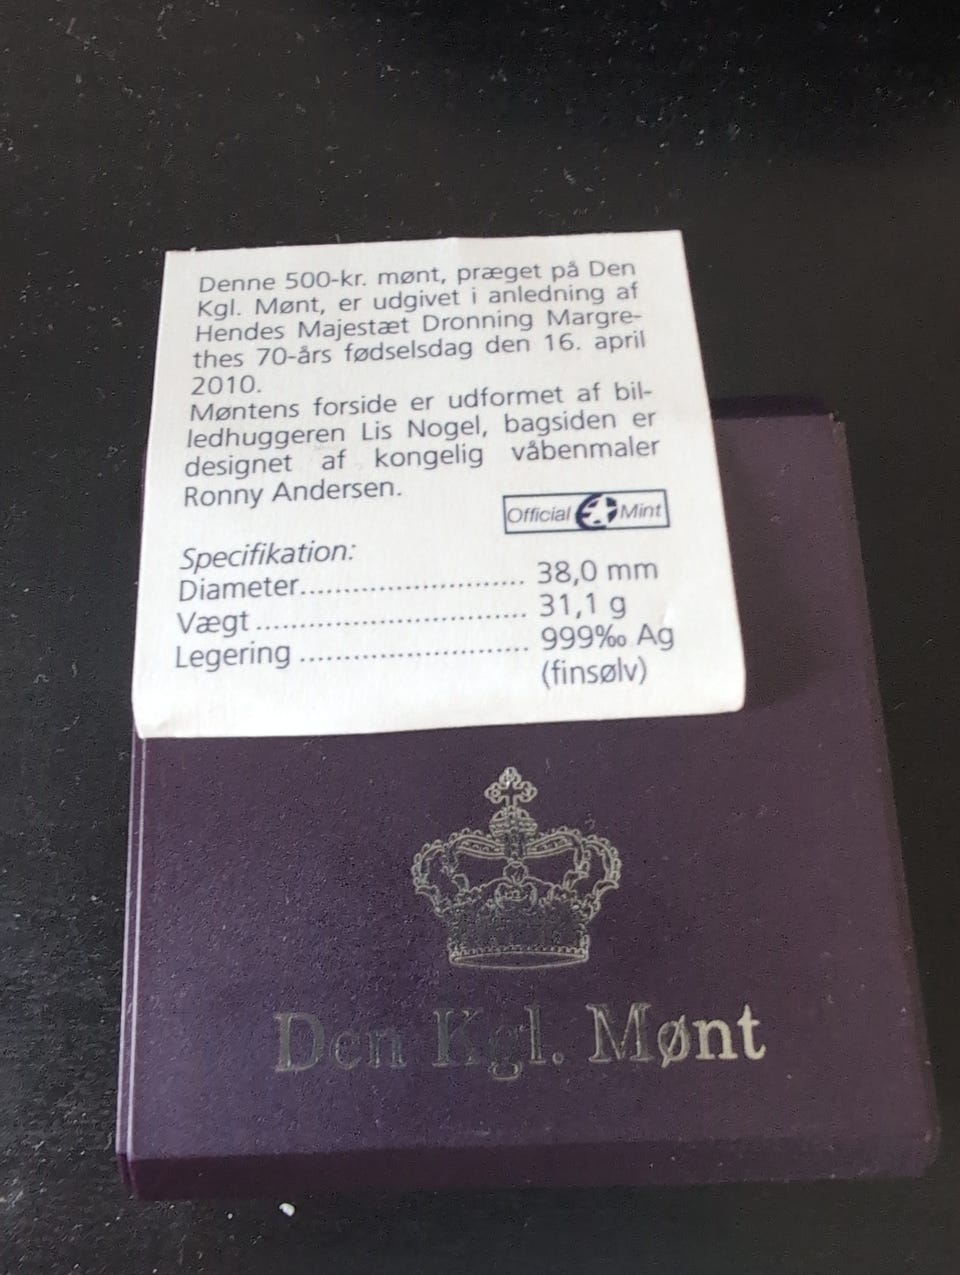 Denne 500-kr. mønt, præget på Den
Kgl. Mønt, er udgivet i anledning af
Hendes Majestæt Dronning Margre-
thes 70-års fødselsdag den 16. april
2010.
Møntens forside er udformet af bil-
ledhuggeren Lis Nogel, bagsiden er
designet af kongelig våbenmaler
Ronny Andersen.
Official Mint
Specifikation:
Diameter............................ 38,0 mm
Vægt ................................. 31,1 g
Legering ............................ 999‰ Ag
(finsølv)
Den Kgl. Mønt